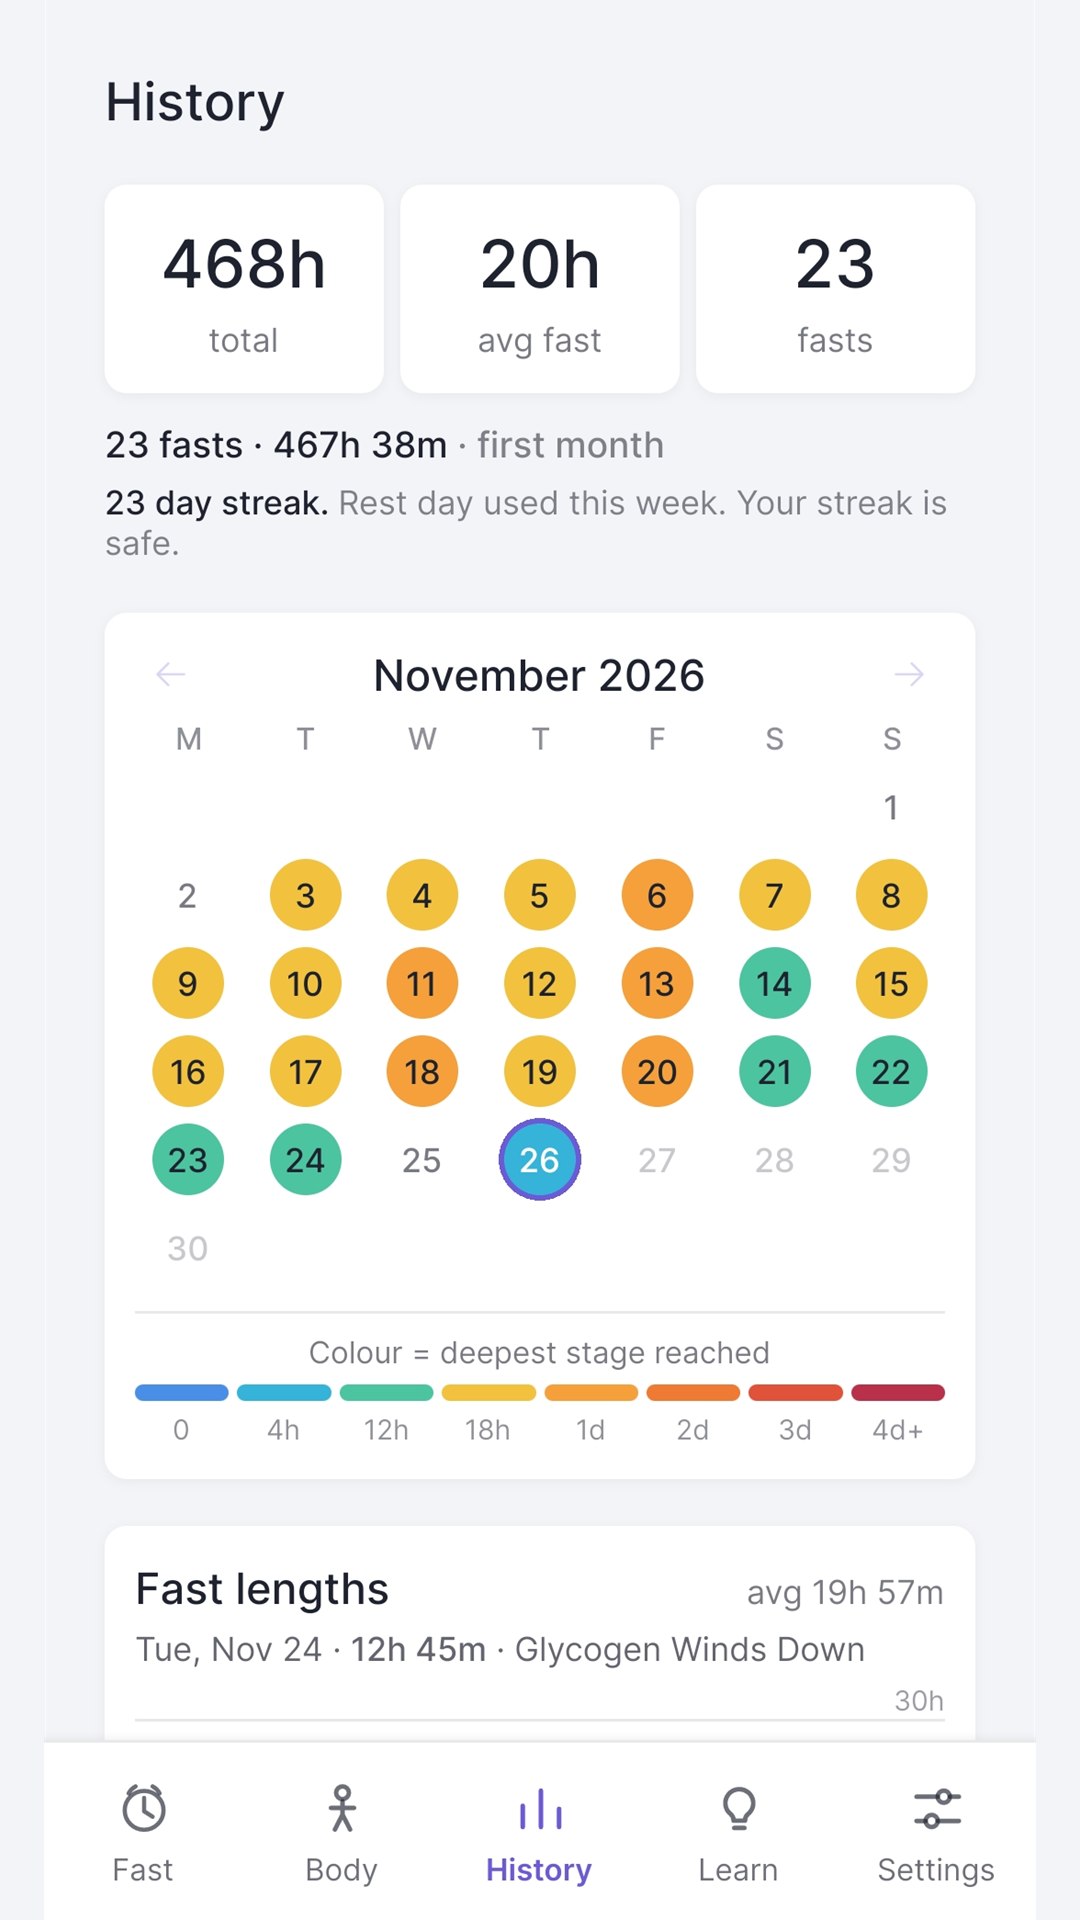 History
468h 20h 23
total avg fast fasts
23 fasts · 467h 38m · first month
23 day streak. Rest day used this week. Your streak is
safe.
← November 2026 →
M T W T F S S
1
2 3 4 5 6 7 8
9 10 11 12 13 14 15
16 17 18 19 20 21 22
23 24 25 26 27 28 29
30
Colour = deepest stage reached
0 4h 12h 18h 1d 2d 3d 4d+
Fast lengths avg 19h 57m
Tue, Nov 24 · 12h 45m · Glycogen Winds Down
30h
Fast Body History Learn Settings